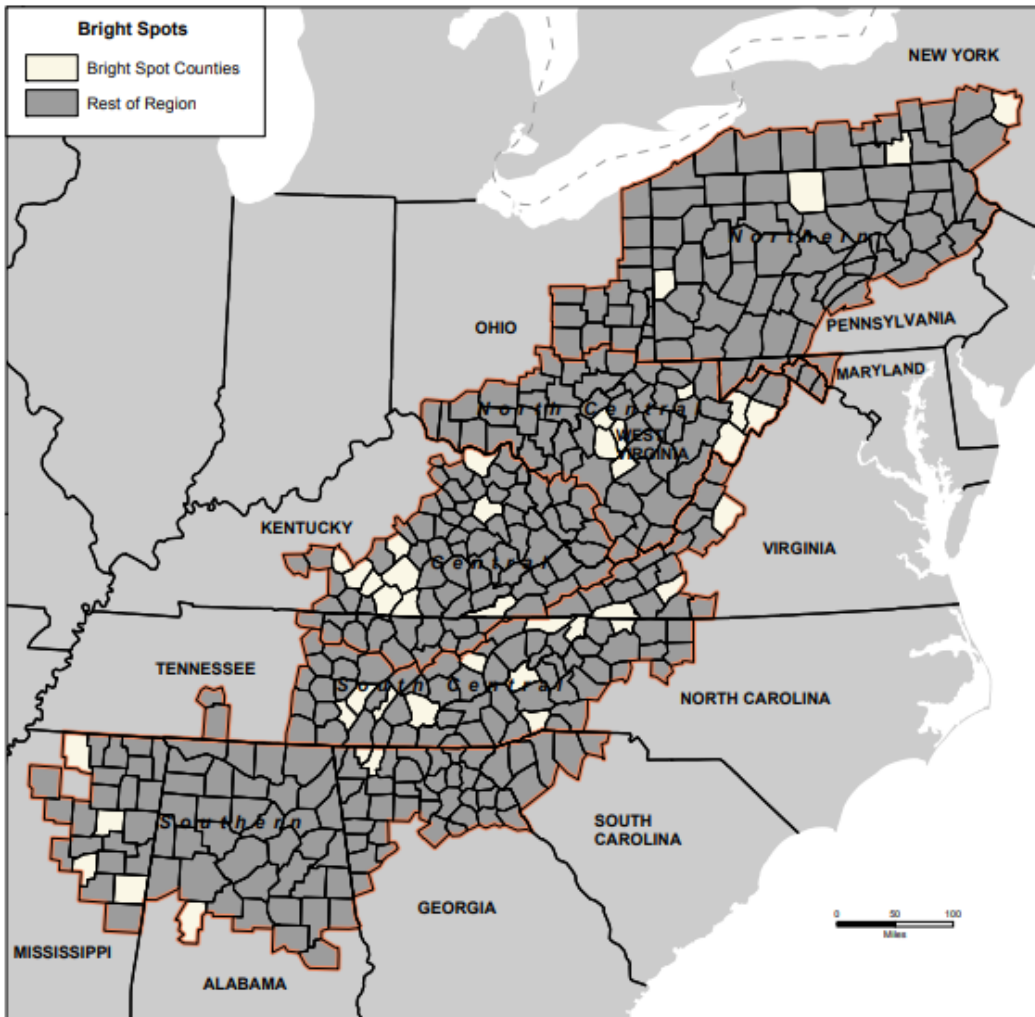 Bright Spots
Bright Spot Counties
Rest of Region
NEW YORK
Northern
PENNSYLVANIA
OHIO
MARYLAND
North Central
WEST
VIRGINIA
KENTUCKY
VIRGINIA
Central
TENNESSEE
South Central
NORTH CAROLINA
Southern
SOUTH
CAROLINA
GEORGIA
0 50 100
Miles
MISSISSIPPI
ALABAMA